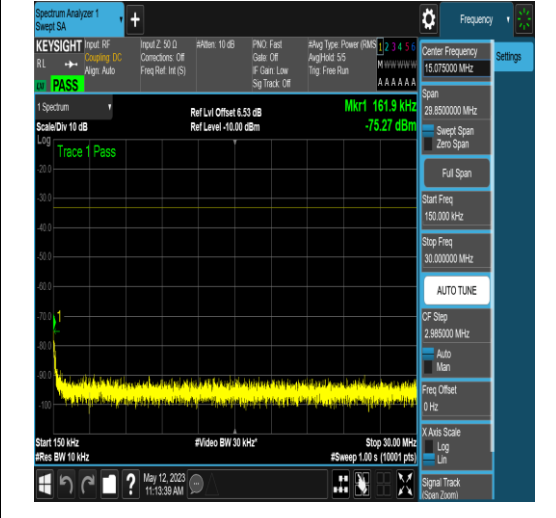 Spectrum Analyzer 1
Swept SA
Frequency
KEYSIGHT
RL
PASS
Input: RF
Coupling: DC
Align: Auto
Input Z: 50 Ω
Corrections: Off
Freq Ref: Int (S)
#Atten: 10 dB
PNO: Fast
Gate: Off
IF Gain: Low
Sig Track: Off
#Avg Type: Power (RMS
Avg|Hold: 5/5
Trig: Free Run
1 2 3 4 5 6
M W W W W W
A A A A A A
Center Frequency
15.075000 MHz
Settings
Span
29.8500000 MHz
Swept Span
Zero Span
Full Span
Start Freq
150.000 kHz
Stop Freq
30.000000 MHz
AUTO TUNE
CF Step
2.985000 MHz
Auto
Man
Freq Offset
0 Hz
X Axis Scale
Log
Lin
Signal Track
(Span Zoom)
1 Spectrum
Scale/Div 10 dB
Ref Lvl Offset 6.53 dB
Ref Level -10.00 dBm
Mkr1 161.9 kHz
-75.27 dBm
Log
Trace 1 Pass
-20.0
-30.0
-40.0
-50.0
-60.0
-70.0
-80.0
-90.0
-100
1
Start 150 kHz
#Res BW 10 kHz
#Video BW 30 kHz*
Stop 30.00 MHz
#Sweep 1.00 s (10001 pts)
May 12, 2023
11:13:39 AM